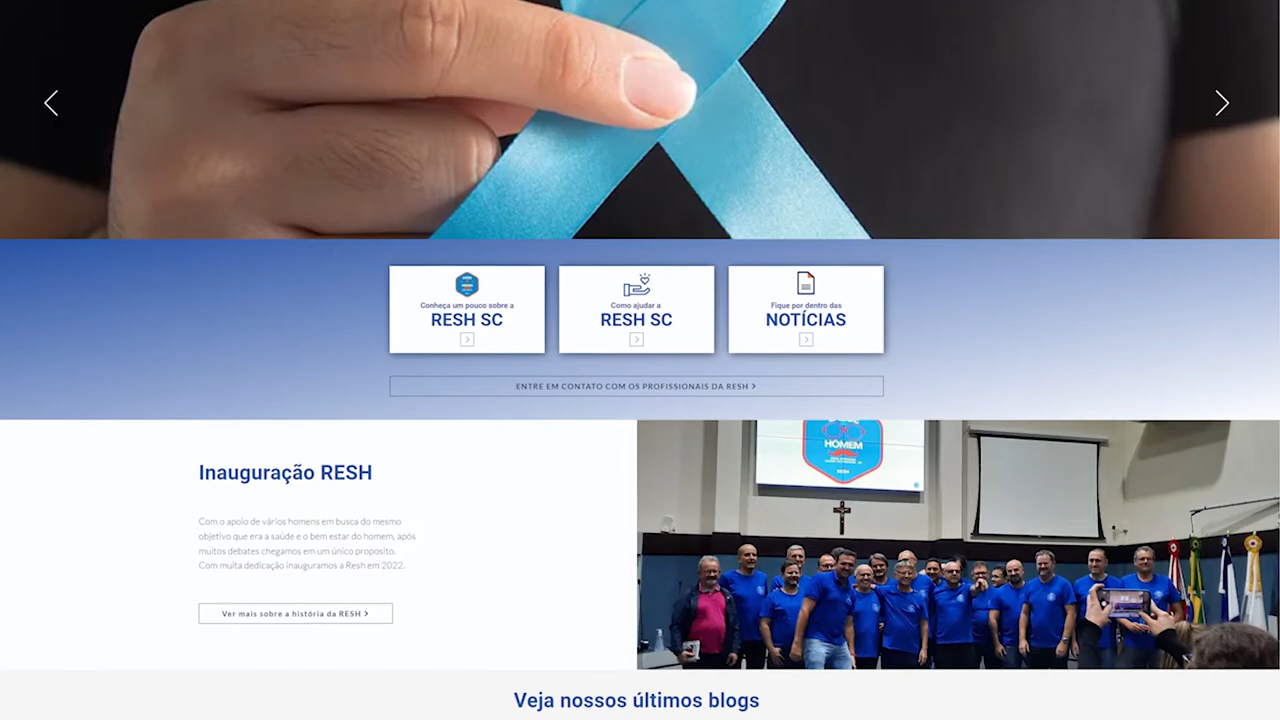 Conheça um pouco sobre a
RESH SC
Como ajudar a
RESH SC
Fique por dentro das
NOTÍCIAS
ENTRE EM CONTATO COM OS PROFISSIONAIS DA RESH >
Inauguração RESH
Com o apoio de vários homens em busca do mesmo
objetivo que era a saúde e o bem estar do homem, após
muitos debates chegamos em um único proposito.
Com muita dedicação inauguramos a Resh em 2022.
Ver mais sobre a história da RESH >
HOMEM
RESH
Veja nossos últimos blogs